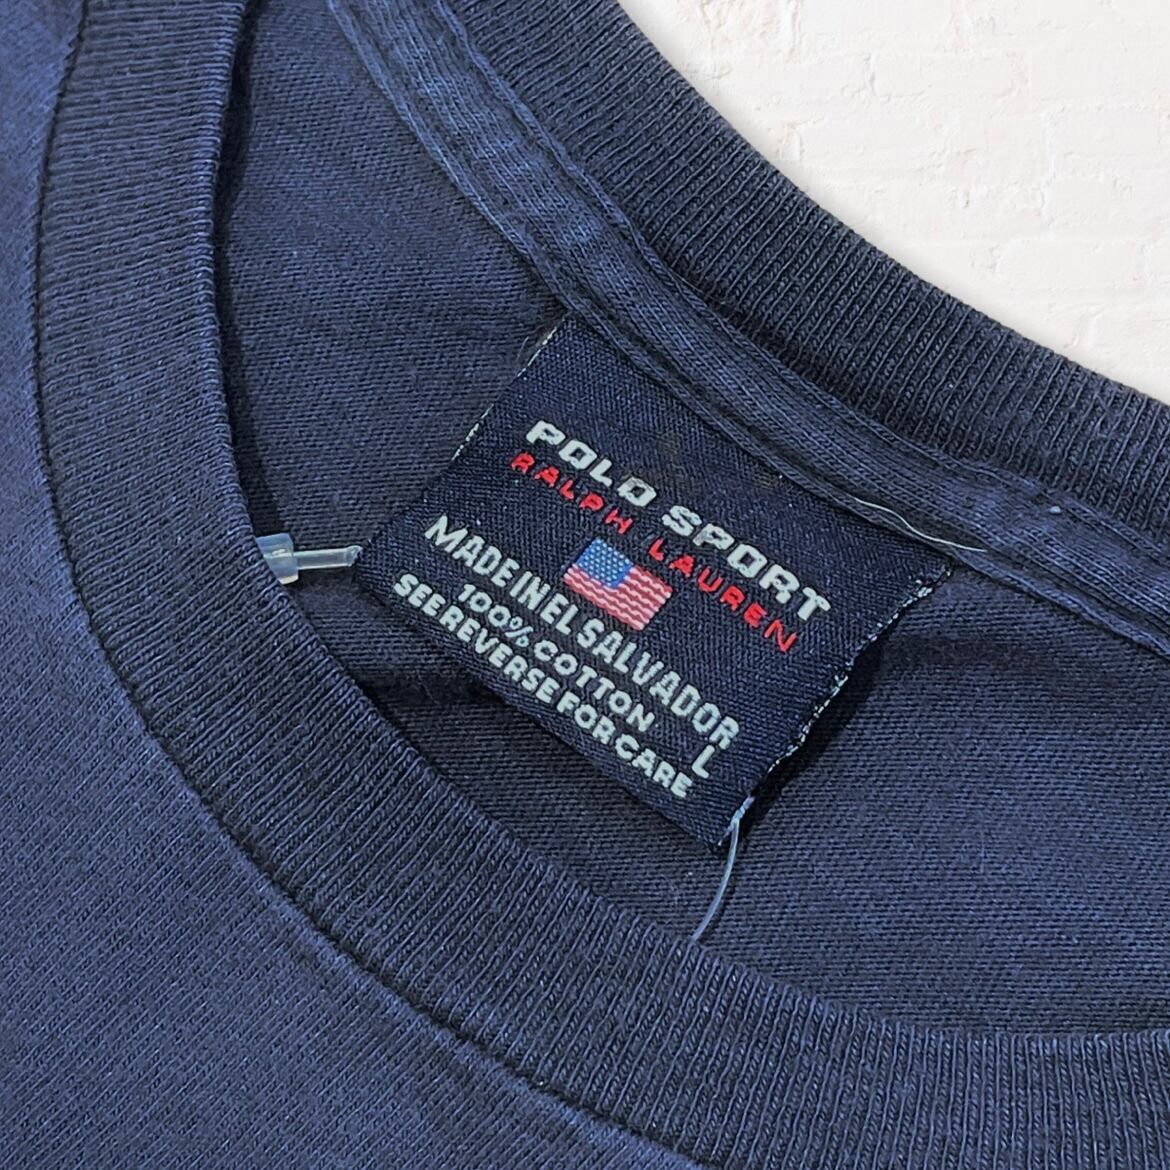 POLO SPORT
RALPH LAUREN
MADE IN EL SALVADOR
100% COTTON L
SEE REVERSE FOR CARE